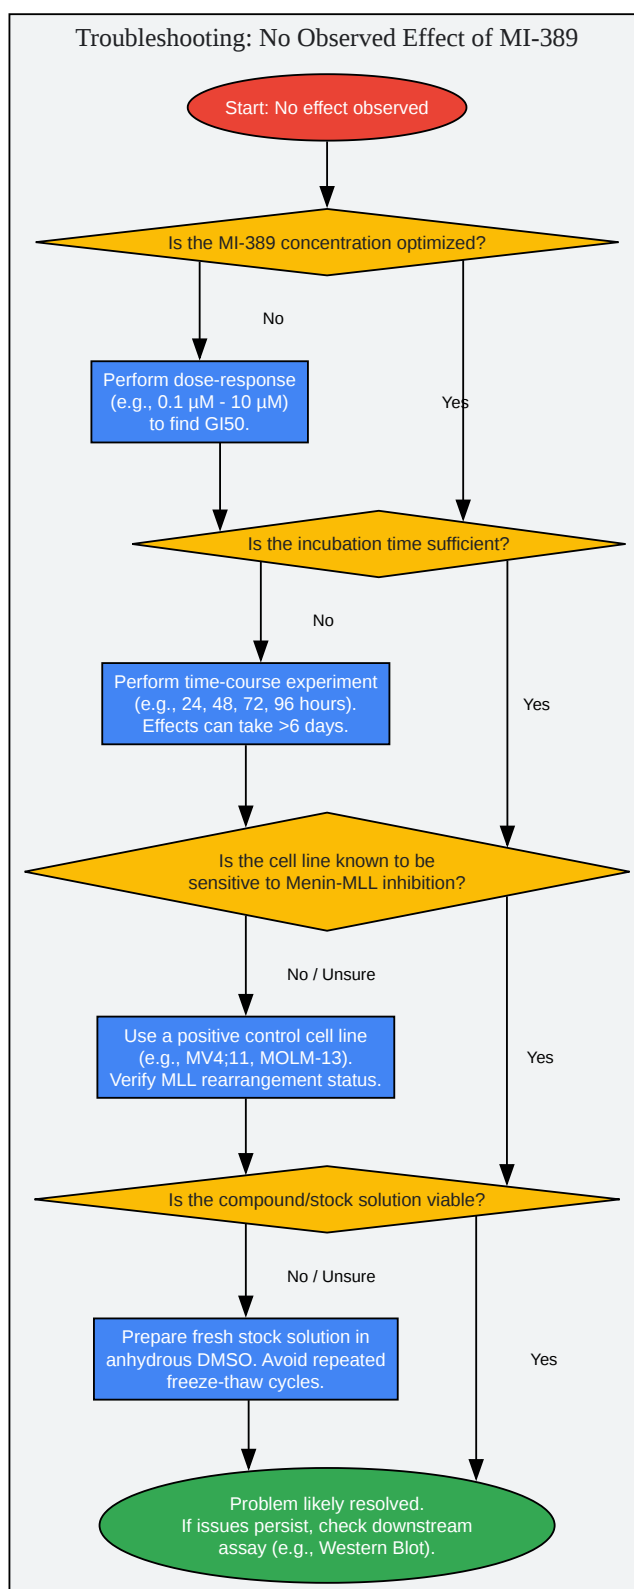 Troubleshooting: No Observed Effect of MI-389
Start: No effect observed
Is the MI-389 concentration optimized?
No
Perform dose-response
(e.g., 0.1 µM - 10 µM)
to find GI50.
Yes
Is the incubation time sufficient?
No
Perform time-course experiment
(e.g., 24, 48, 72, 96 hours).
Effects can take >6 days.
Yes
Is the cell line known to be
sensitive to Menin-MLL inhibition?
No / Unsure
Use a positive control cell line
(e.g., MV4;11, MOLM-13).
Verify MLL rearrangement status.
Yes
Is the compound/stock solution viable?
No / Unsure
Prepare fresh stock solution in
anhydrous DMSO. Avoid repeated
freeze-thaw cycles.
Yes
Problem likely resolved.
If issues persist, check downstream
assay (e.g., Western Blot).